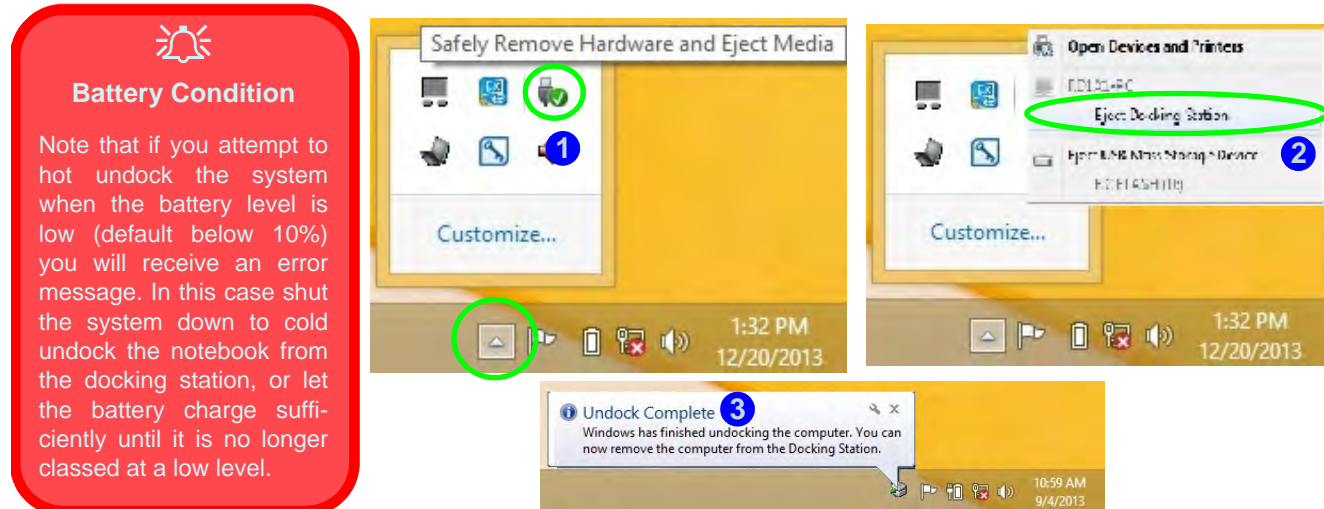 Battery Condition
Note that if you attempt to
hot undock the system
when the battery level is
low (default below 10%)
you will receive an error
message. In this case shut
the system down to cold
undock the notebook from
the docking station, or let
the battery charge suffi-
ciently until it is no longer
classed at a low level.
Safely Remove Hardware and Eject Media
1
Customize...
1:32 PM
12/20/2013
Open Devices and Printers
Eject Docking Station
Eject USB Mass Storage Device
2
Customize...
1:32 PM
12/20/2013
Undock Complete
3
Windows has finished undocking the computer. You can
now remove the computer from the Docking Station.
10:59 AM
9/4/2013